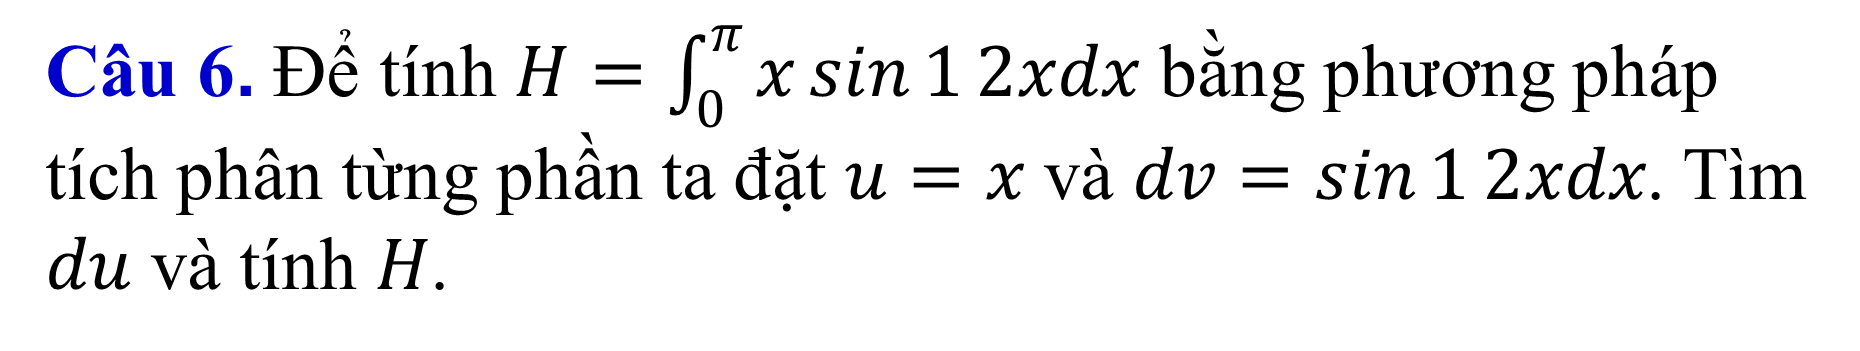 Câu 6. Để tính H = ∫₀^π x sin 1 2xdx bằng phương pháp
tích phân từng phần ta đặt u = x và dv = sin 1 2xdx. Tìm
du và tính H.